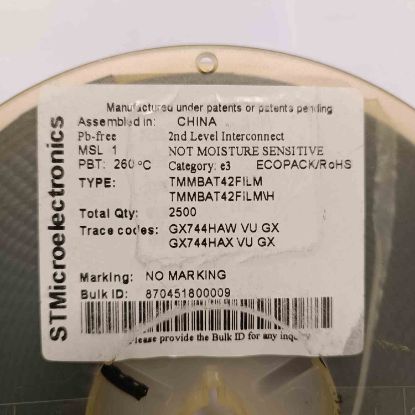 STMicroelectronics
Manufactured under patents or patents pending
Assembled in: CHINA
Pb-free 2nd Level Interconnect
MSL 1 NOT MOISTURE SENSITIVE
PBT: 260 °C Category: e3 ECOPACK/RoHS
TYPE: TMMBAT42FILM
TMMBAT42FILM\H
Total Qty: 2500
Trace codes: GX744HAW VU GX
GX744HAX VU GX
Marking: NO MARKING
Bulk ID: 870451800009
Please provide the Bulk ID for any inquiry